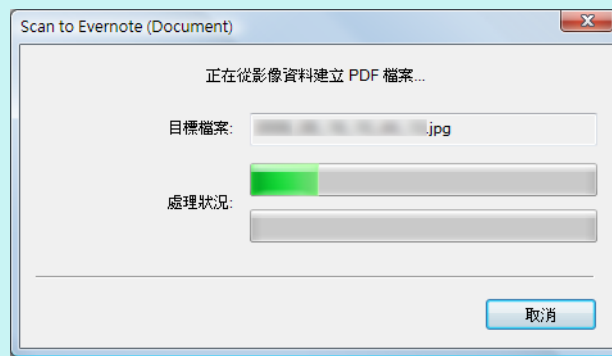 Scan to Evernote (Document)
正在從影像資料建立 PDF 檔案...
目標檔案: .jpg
處理狀況:
取消